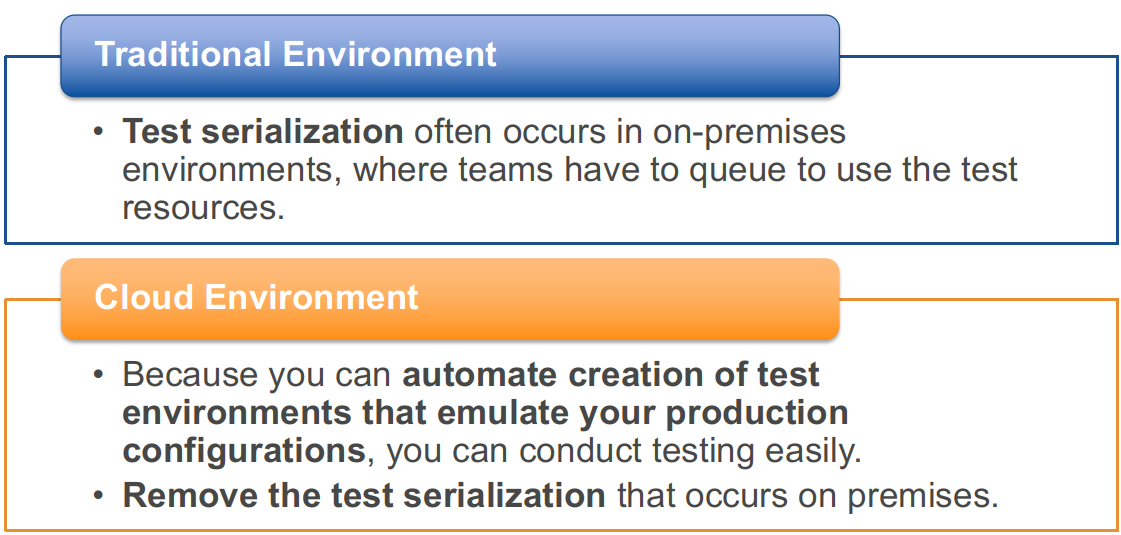 Traditional Environment
• Test serialization often occurs in on-premises
environments, where teams have to queue to use the test
resources.
Cloud Environment
• Because you can automate creation of test
environments that emulate your production
configurations, you can conduct testing easily.
• Remove the test serialization that occurs on premises.